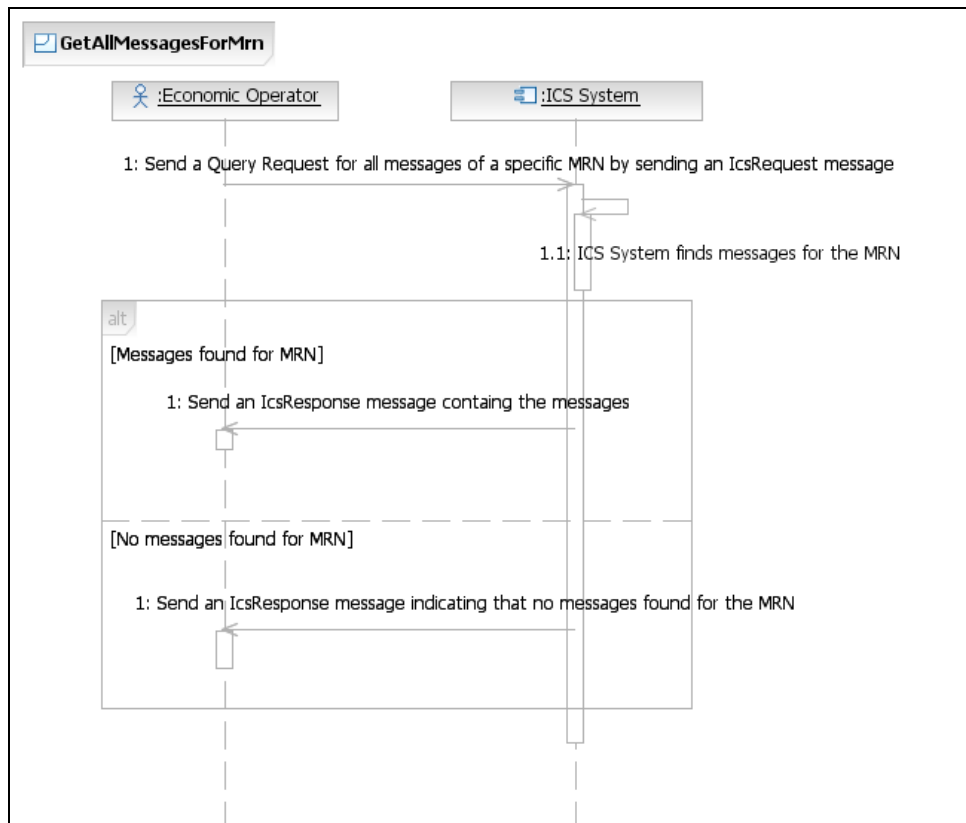 GetAllMessagesForMrn
:Economic Operator
:ICS System
1: Send a Query Request for all messages of a specific MRN by sending an IcsRequest message
1.1: ICS System finds messages for the MRN
alt
[Messages found for MRN]
1: Send an IcsResponse message containg the messages
[No messages found for MRN]
1: Send an IcsResponse message indicating that no messages found for the MRN